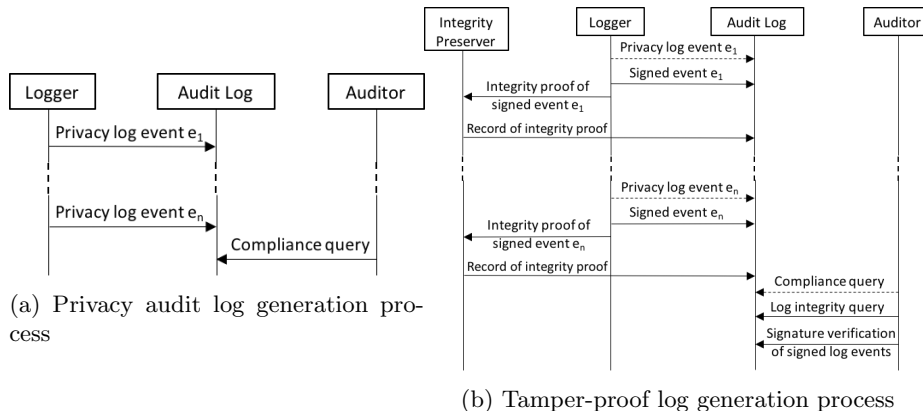 Logger
Audit Log
Auditor
Privacy log event e1
Privacy log event en
Compliance query
(a) Privacy audit log generation pro-
cess
Integrity
Preserver
Logger
Audit Log
Auditor
Privacy log event e1
Signed event e1
Integrity proof of
signed event e1
Record of integrity proof
Privacy log event en
Signed event en
Integrity proof of
signed event en
Record of integrity proof
Compliance query
Log integrity query
Signature verification
of signed log events
(b) Tamper-proof log generation process